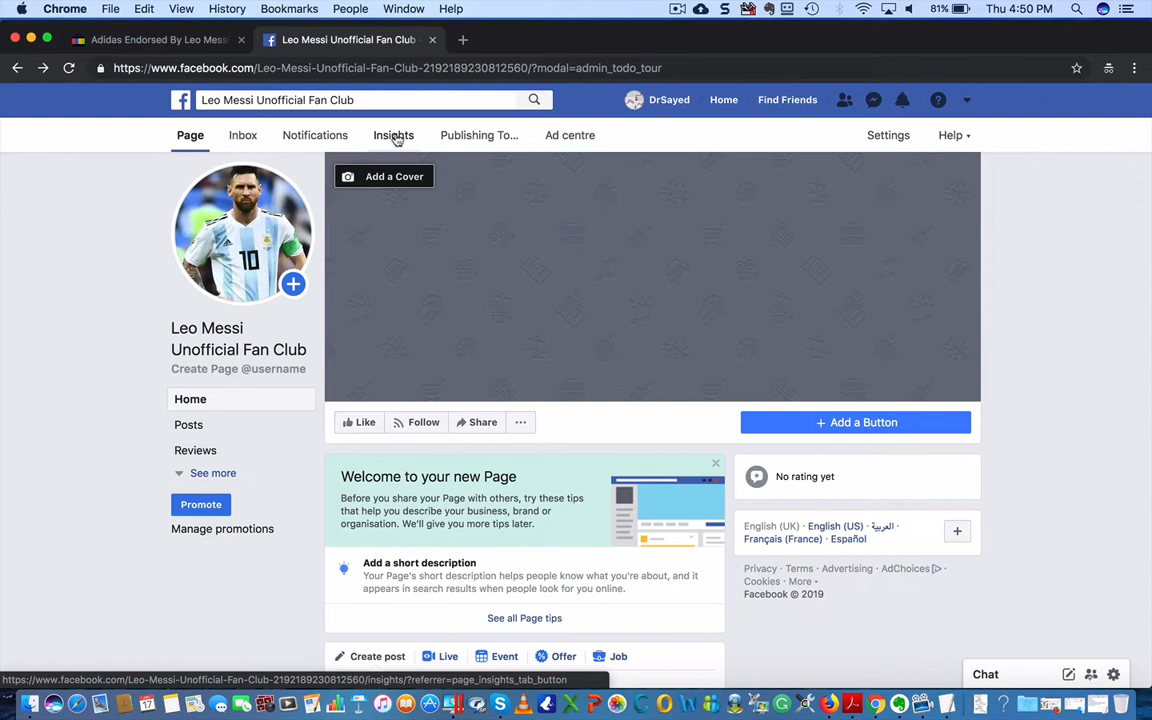 Chrome File Edit View History Bookmarks People Window Help 81% Thu 4:50 PM
Adidas Endorsed By Leo Mess Leo Messi Unofficial Fan Club
https://www.facebook.com/Leo-Messi-Unofficial-Fan-Club-2192189230812560/?modal=admin_todo_tour
Leo Messi Unofficial Fan Club DrSayed Home Find Friends
Page Inbox Notifications Insights Publishing To... Ad centre Settings Help
Add a Cover
10
Leo Messi
Unofficial Fan Club
Create Page @username
Home
Posts
Reviews
See more
Promote
Manage promotions
Like Follow Share ... + Add a Button
Welcome to your new Page
Before you share your Page with others, try these tips
that help you describe your business, brand or
organisation. We'll give you more tips later.
Add a short description
Your Page's short description helps people know what you're about, and it
appears in search results when people look for you online.
See all Page tips
Create post Live Event Offer Job
No rating yet
English (UK) · English (US) · العربية ·
Français (France) · Español
Privacy · Terms · Advertising · AdChoices ·
Cookies · More
Facebook © 2019
Chat
https://www.facebook.com/Leo-Messi-Unofficial-Fan-Club-2192189230812560/insights/?referrer=page_insights_tab_button
17